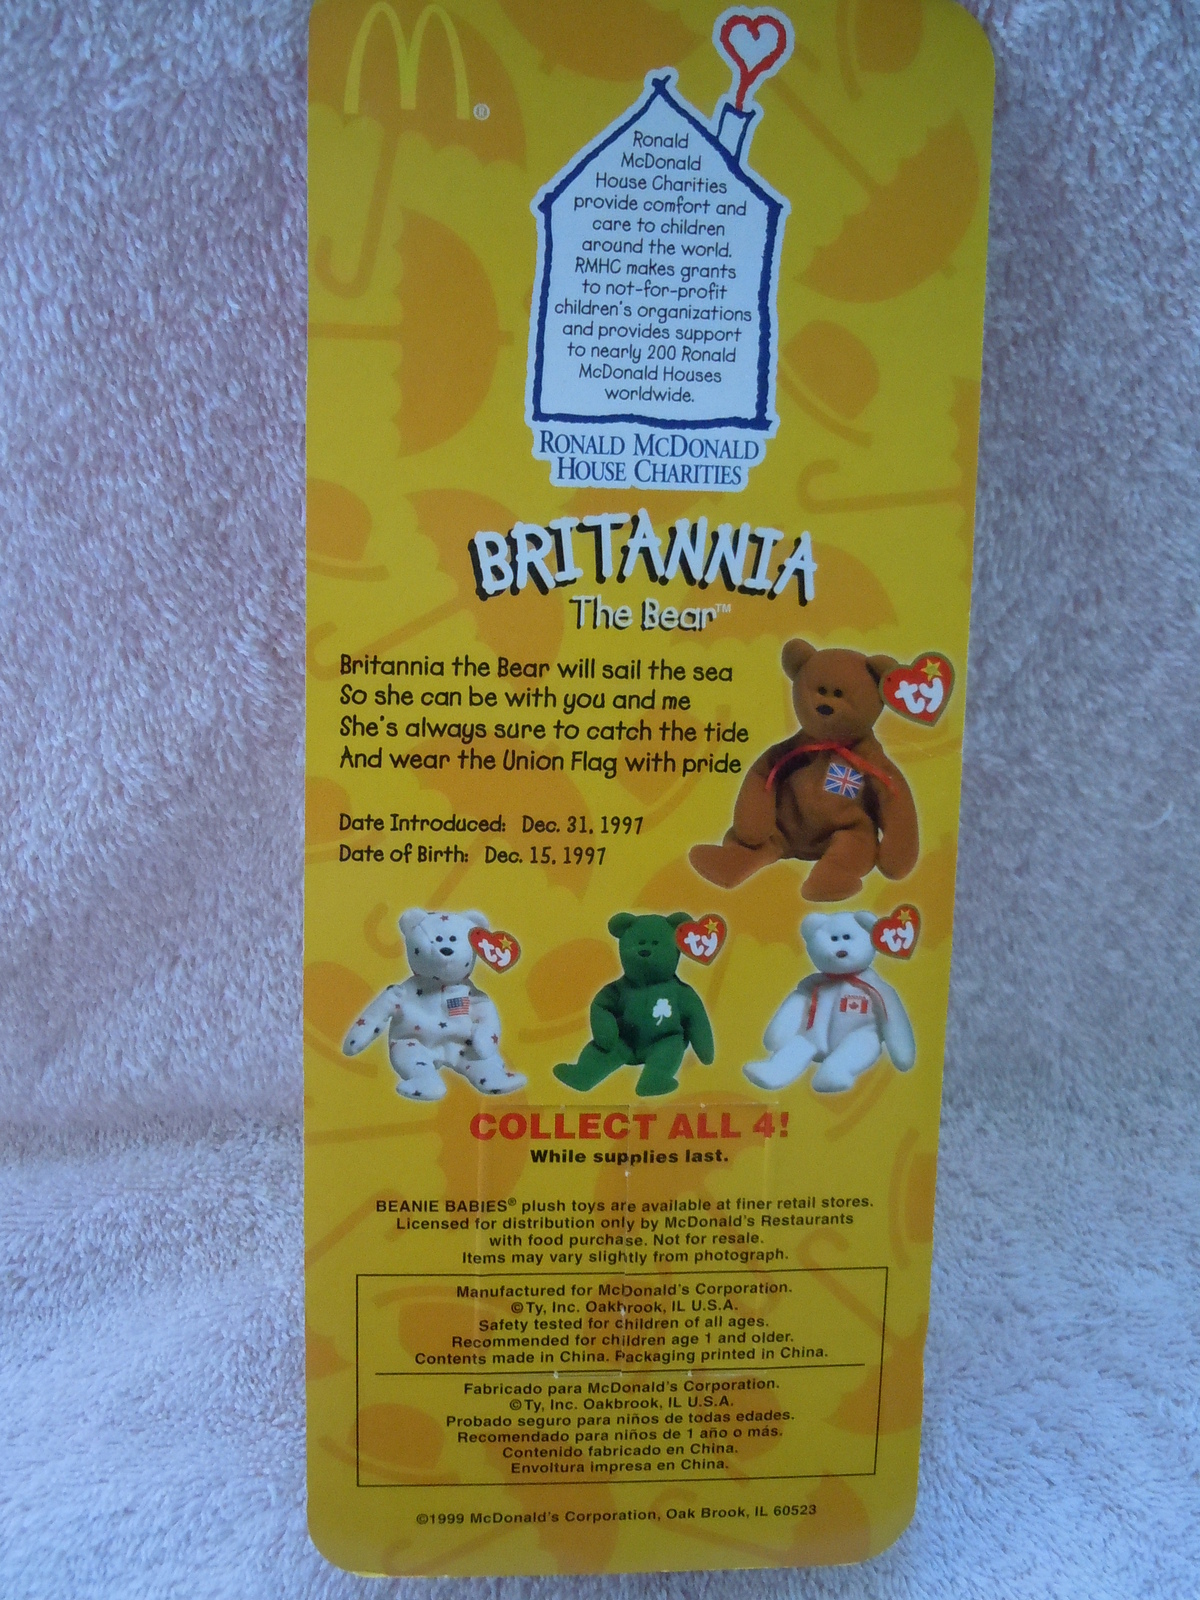 Ronald
McDonald
House Charities
provide comfort and
care to children
around the world.
RMHC makes grants
to not-for-profit
children's organizations
and provides support
to nearly 200 Ronald
McDonald Houses
worldwide.
RONALD MCDONALD
HOUSE CHARITIES
BRITANNIA
The Bear™
Britannia the Bear will sail the sea
So she can be with you and me
She's always sure to catch the tide
And wear the Union Flag with pride
ty
Date Introduced: Dec. 31, 1997
Date of Birth: Dec. 15, 1997
ty
ty
ty
COLLECT ALL 4!
While supplies last.
BEANIE BABIES® plush toys are available at finer retail stores.
Licensed for distribution only by McDonald's Restaurants
with food purchase. Not for resale.
Items may vary slightly from photograph.
Manufactured for McDonald's Corporation.
©Ty, Inc. Oakbrook, IL U.S.A.
Safety tested for children of all ages.
Recommended for children age 1 and older.
Contents made in China. Packaging printed in China.
Fabricado para McDonald's Corporation.
©Ty, Inc. Oakbrook, IL U.S.A.
Probado seguro para niños de todas edades.
Recomendado para niños de 1 año o más.
Contenido fabricado en China.
Envoltura impresa en China.
©1999 McDonald's Corporation, Oak Brook, IL 60523